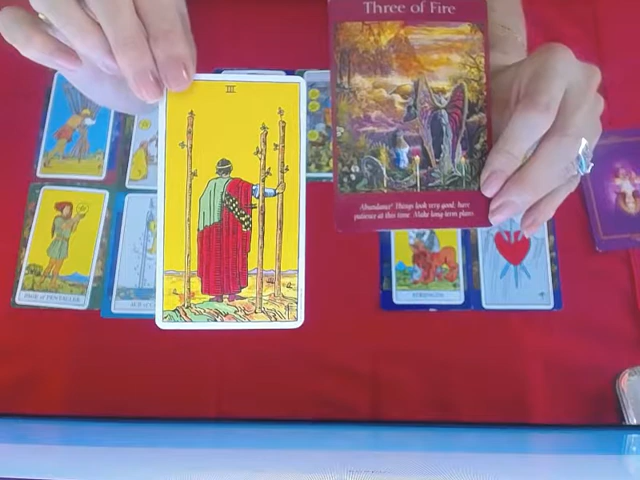 Three of Fire
III
Abundance! Things look very good, have
patience at this time. Make long-term plans.
PAGE of PENTACLES
STRENGTH.